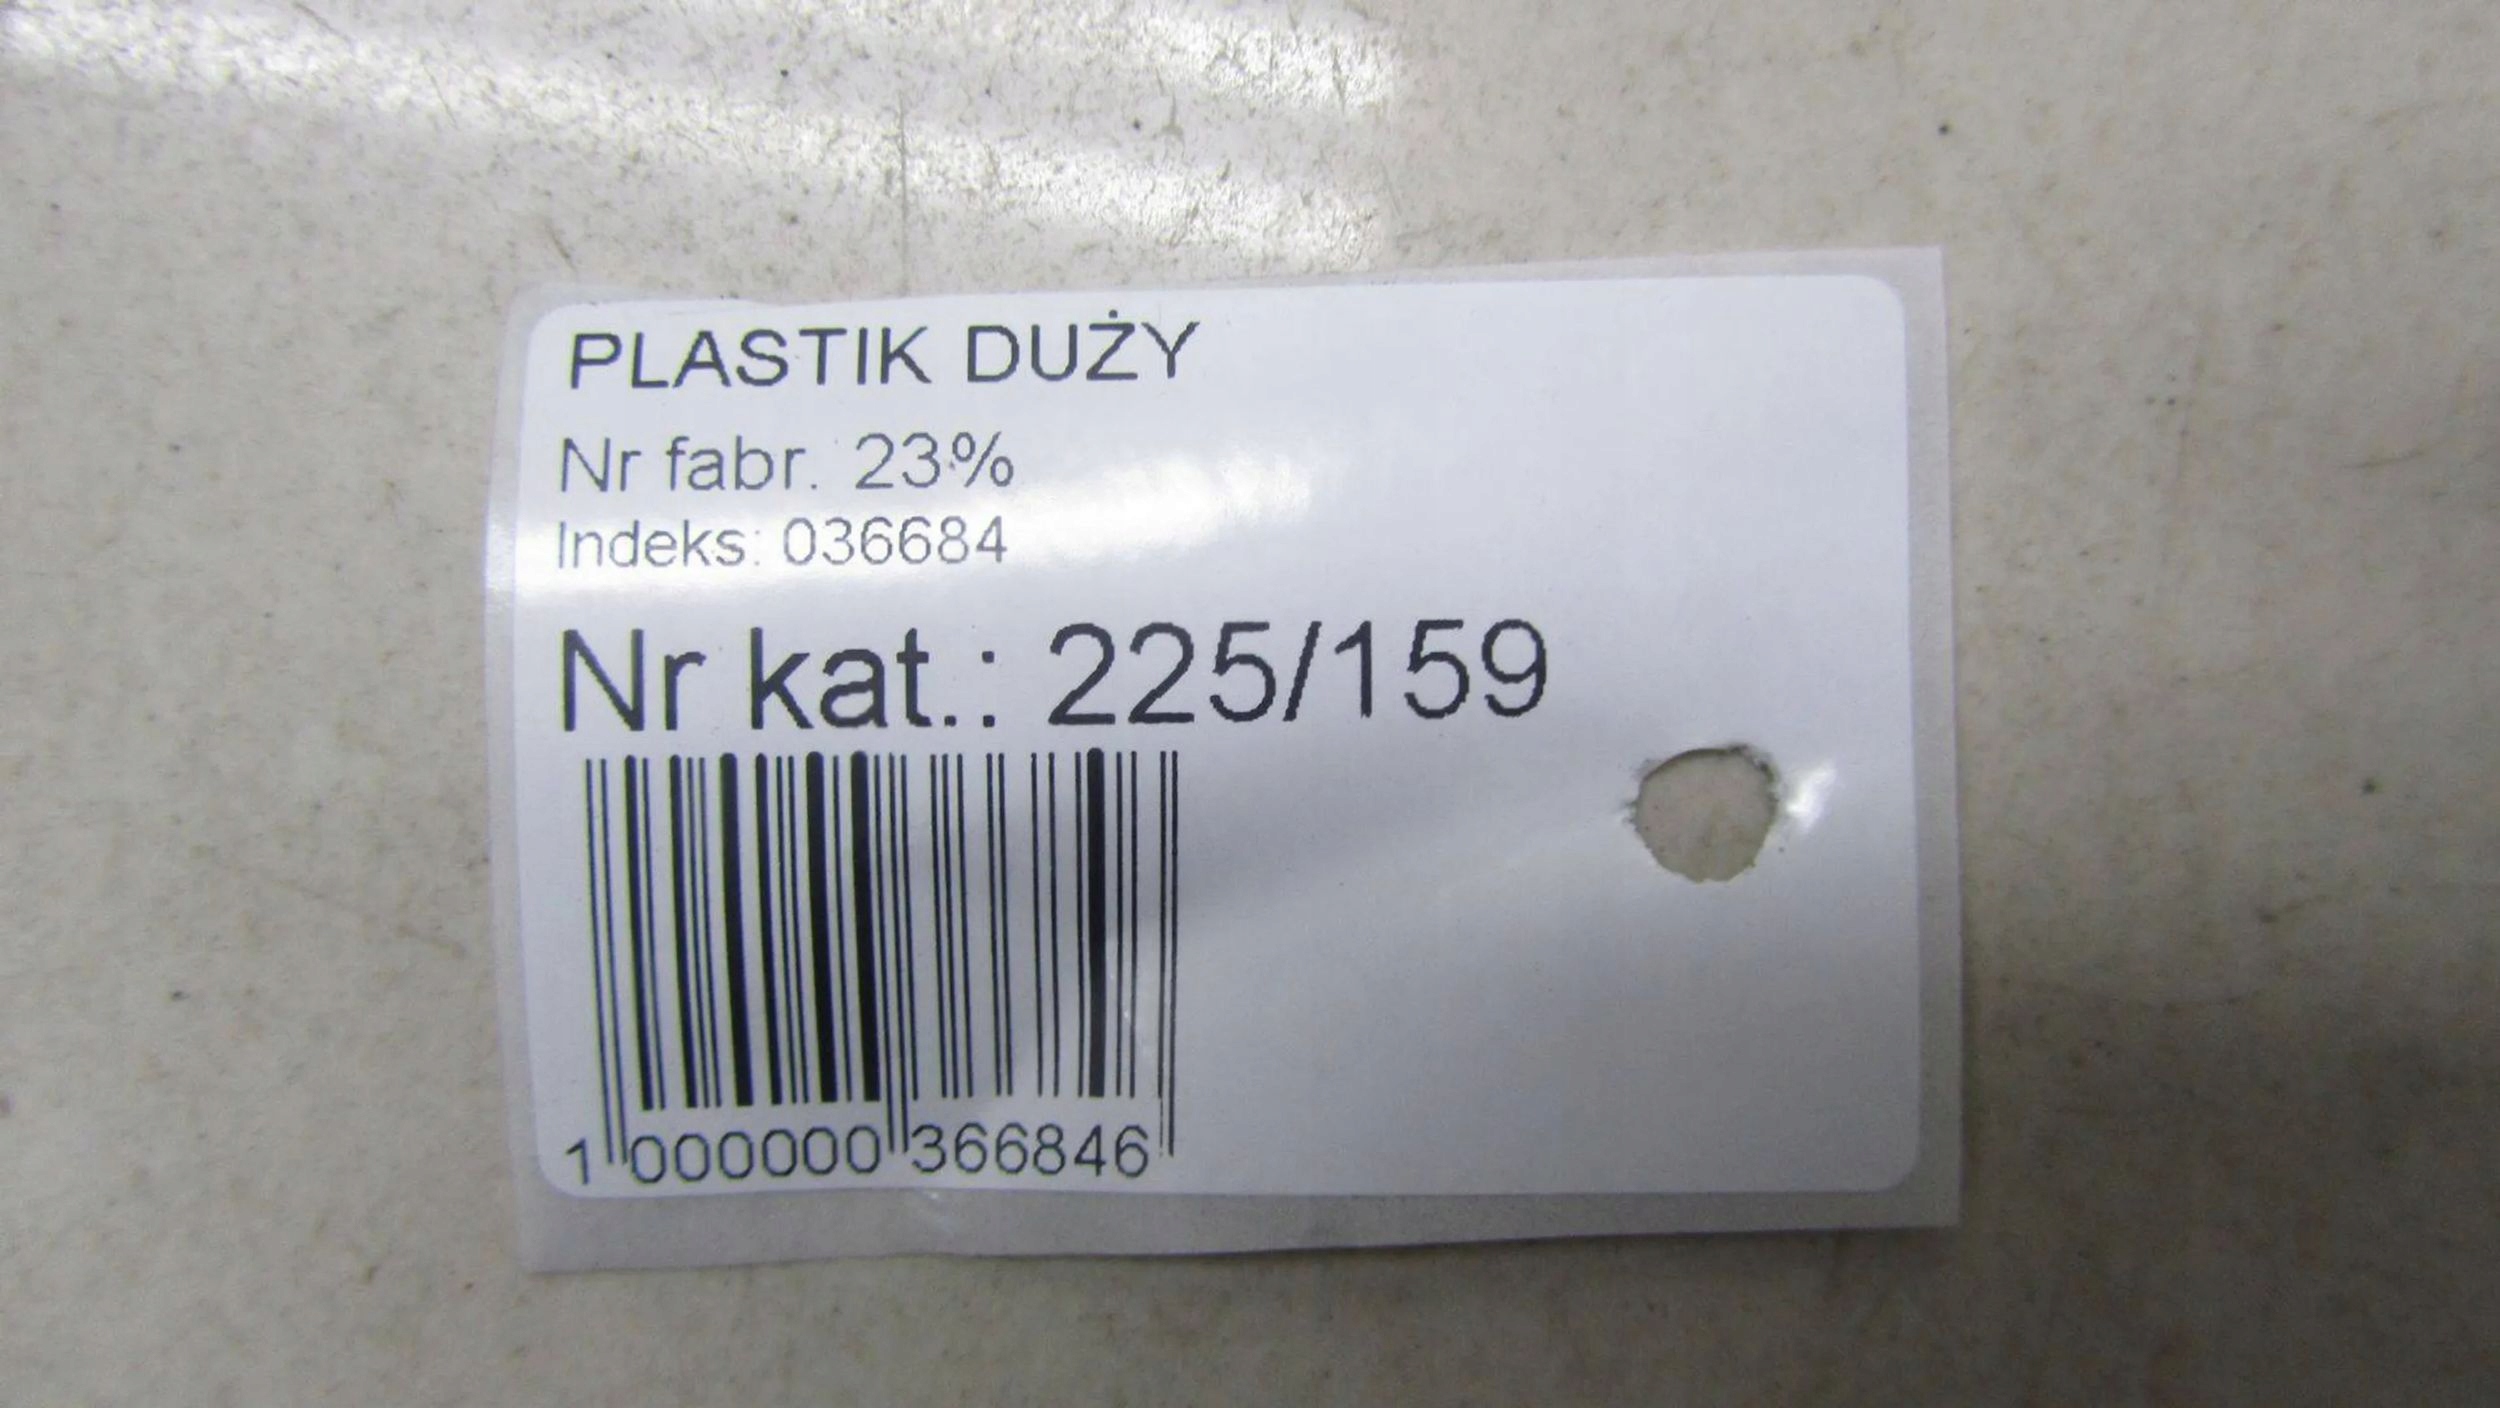 PLASTIK DUŻY
Nr fabr. 23%
Indeks: 036684
Nr kat.: 225/159
1 000000 366846